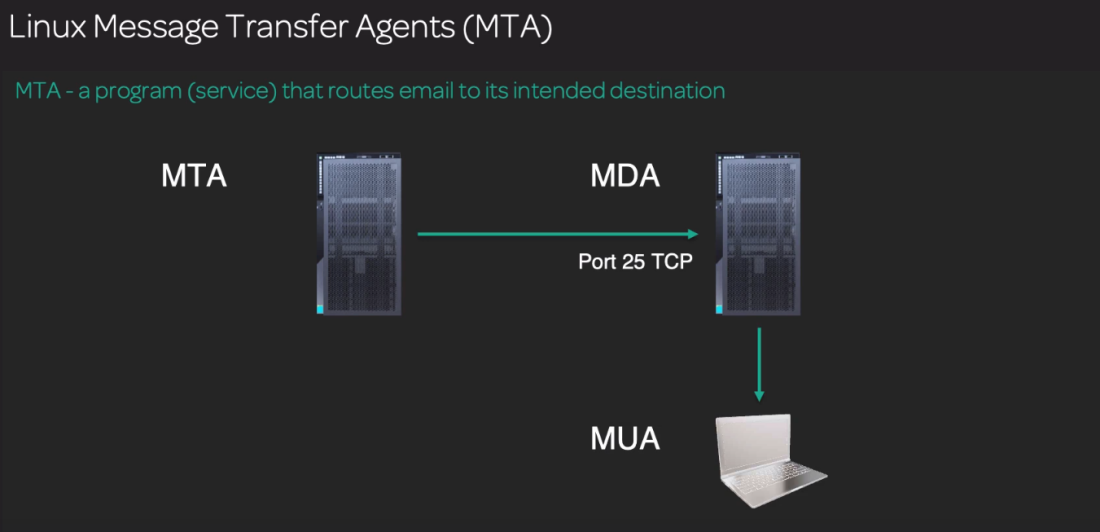 Linux Message Transfer Agents (MTA)
MTA - a program (service) that routes email to its intended destination
MTA
MDA
Port 25 TCP
MUA